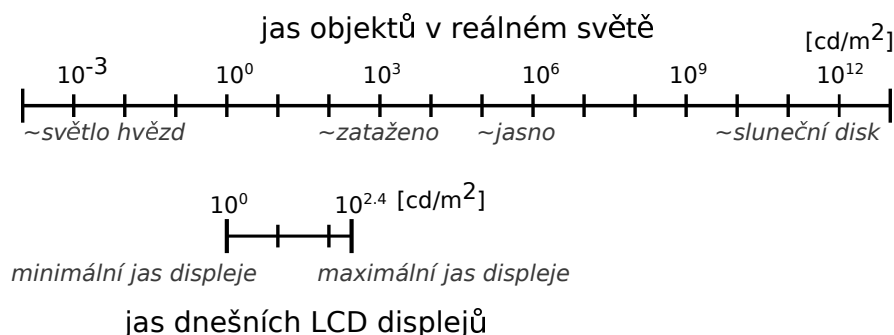 jas objektů v reálném světě
[cd/m²]
10⁻³ 10⁰ 10³ 10⁶ 10⁹ 10¹²
~světlo hvězd ~zataženo ~jasno ~sluneční disk
10⁰ 10²·⁴ [cd/m²]
minimální jas displeje maximální jas displeje
jas dnešních LCD displejů